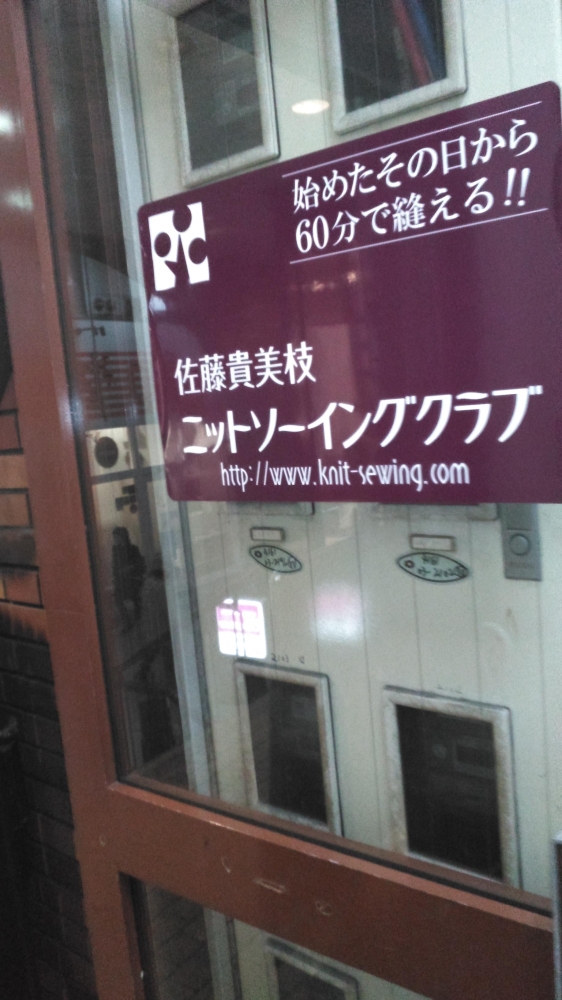 始めたその日から
60分で縫える!!
佐藤貴美枝
ニットソーイングクラブ
http://www.knit-sewing.com